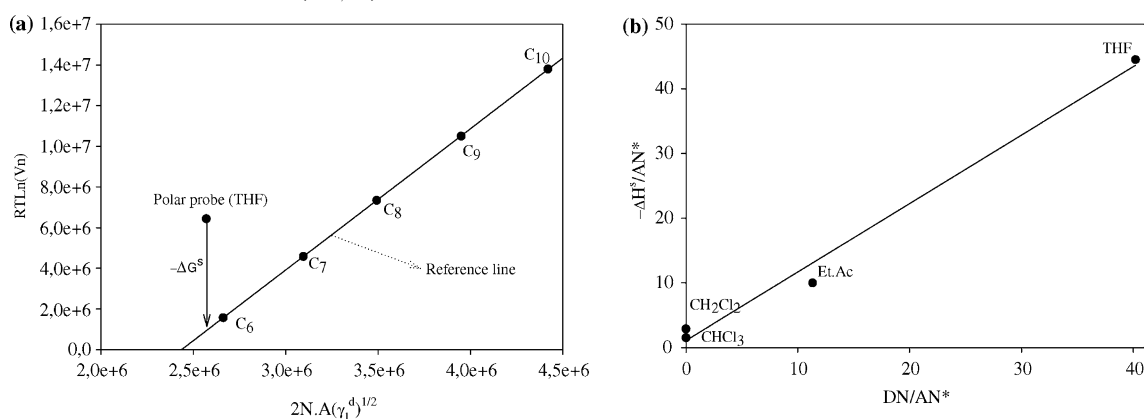 (a)
1,6e+7
1,4e+7
1,2e+7
1,0e+7
8,0e+6
6,0e+6
4,0e+6
2,0e+6
0,0
RTLn(Vn)
C10
C9
C8
C7
C6
Polar probe (THF)
−ΔGs
Reference line
2,0e+6 2,5e+6 3,0e+6 3,5e+6 4,0e+6 4,5e+6
2N.A(γld)1/2
(b)
50
40
30
20
10
0
−ΔHs/AN*
THF
Et.Ac
CH2Cl2
CHCl3
0 10 20 30 40
DN/AN*